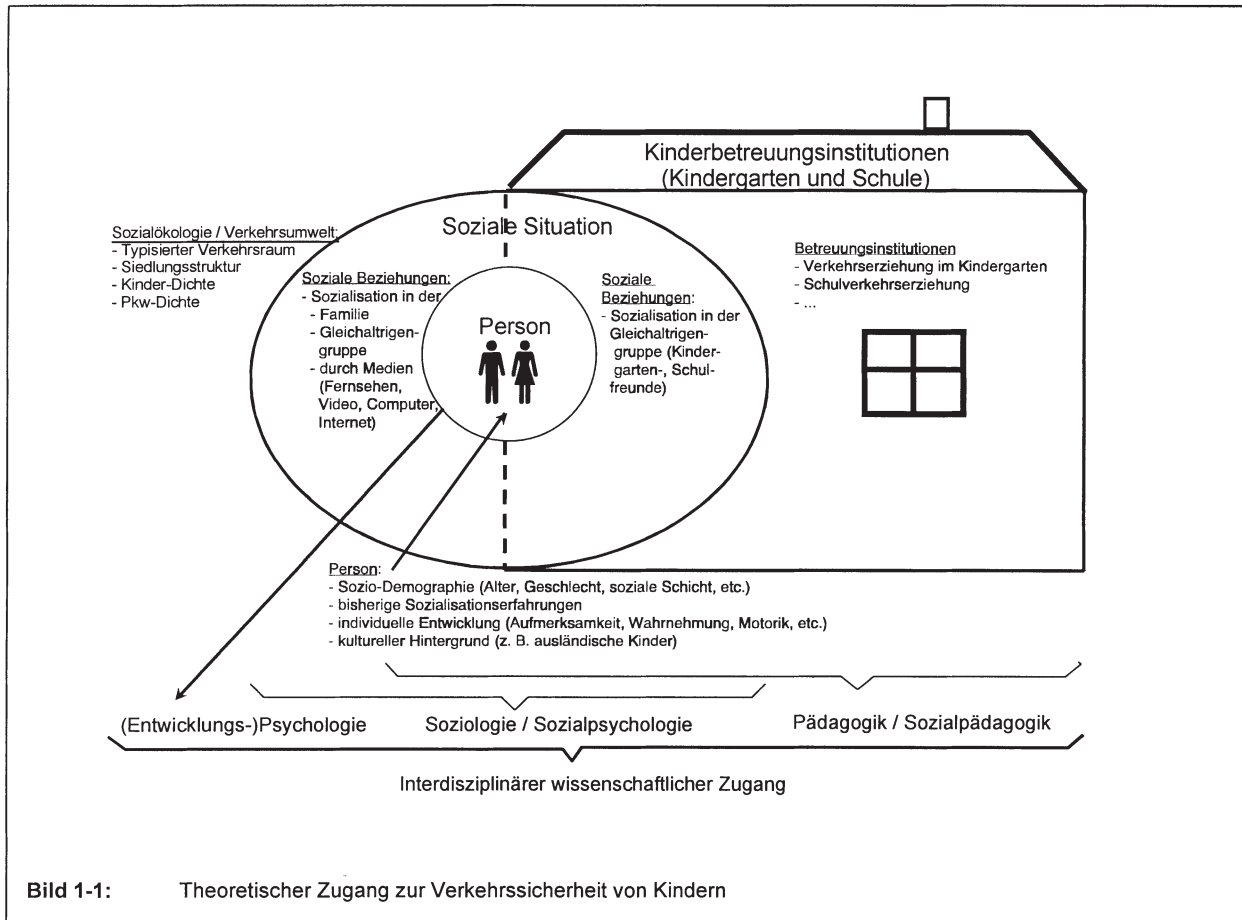 Kinderbetreuungsinstitutionen
(Kindergarten und Schule)
Soziale Situation
Sozialökologie / Verkehrsumwelt:
- Typisierter Verkehrsraum
- Siedlungsstruktur
- Kinder-Dichte
- Pkw-Dichte
Soziale Beziehungen:
- Sozialisation in der
- Familie
- Gleichaltrigen-
gruppe
- durch Medien
(Fernsehen,
Video, Computer,
Internet)
Person
Soziale
Beziehungen:
- Sozialisation in der
Gleichaltrigen-
gruppe (Kinder-
garten-, Schul-
freunde)
Betreuungsinstitutionen
- Verkehrserziehung im Kindergarten
- Schulverkehrserziehung
- ...
Person:
- Sozio-Demographie (Alter, Geschlecht, soziale Schicht, etc.)
- bisherige Sozialisationserfahrungen
- individuelle Entwicklung (Aufmerksamkeit, Wahrnehmung, Motorik, etc.)
- kultureller Hintergrund (z. B. ausländische Kinder)
(Entwicklungs-)Psychologie
Soziologie / Sozialpsychologie
Pädagogik / Sozialpädagogik
Interdisziplinärer wissenschaftlicher Zugang
Bild 1-1: Theoretischer Zugang zur Verkehrssicherheit von Kindern